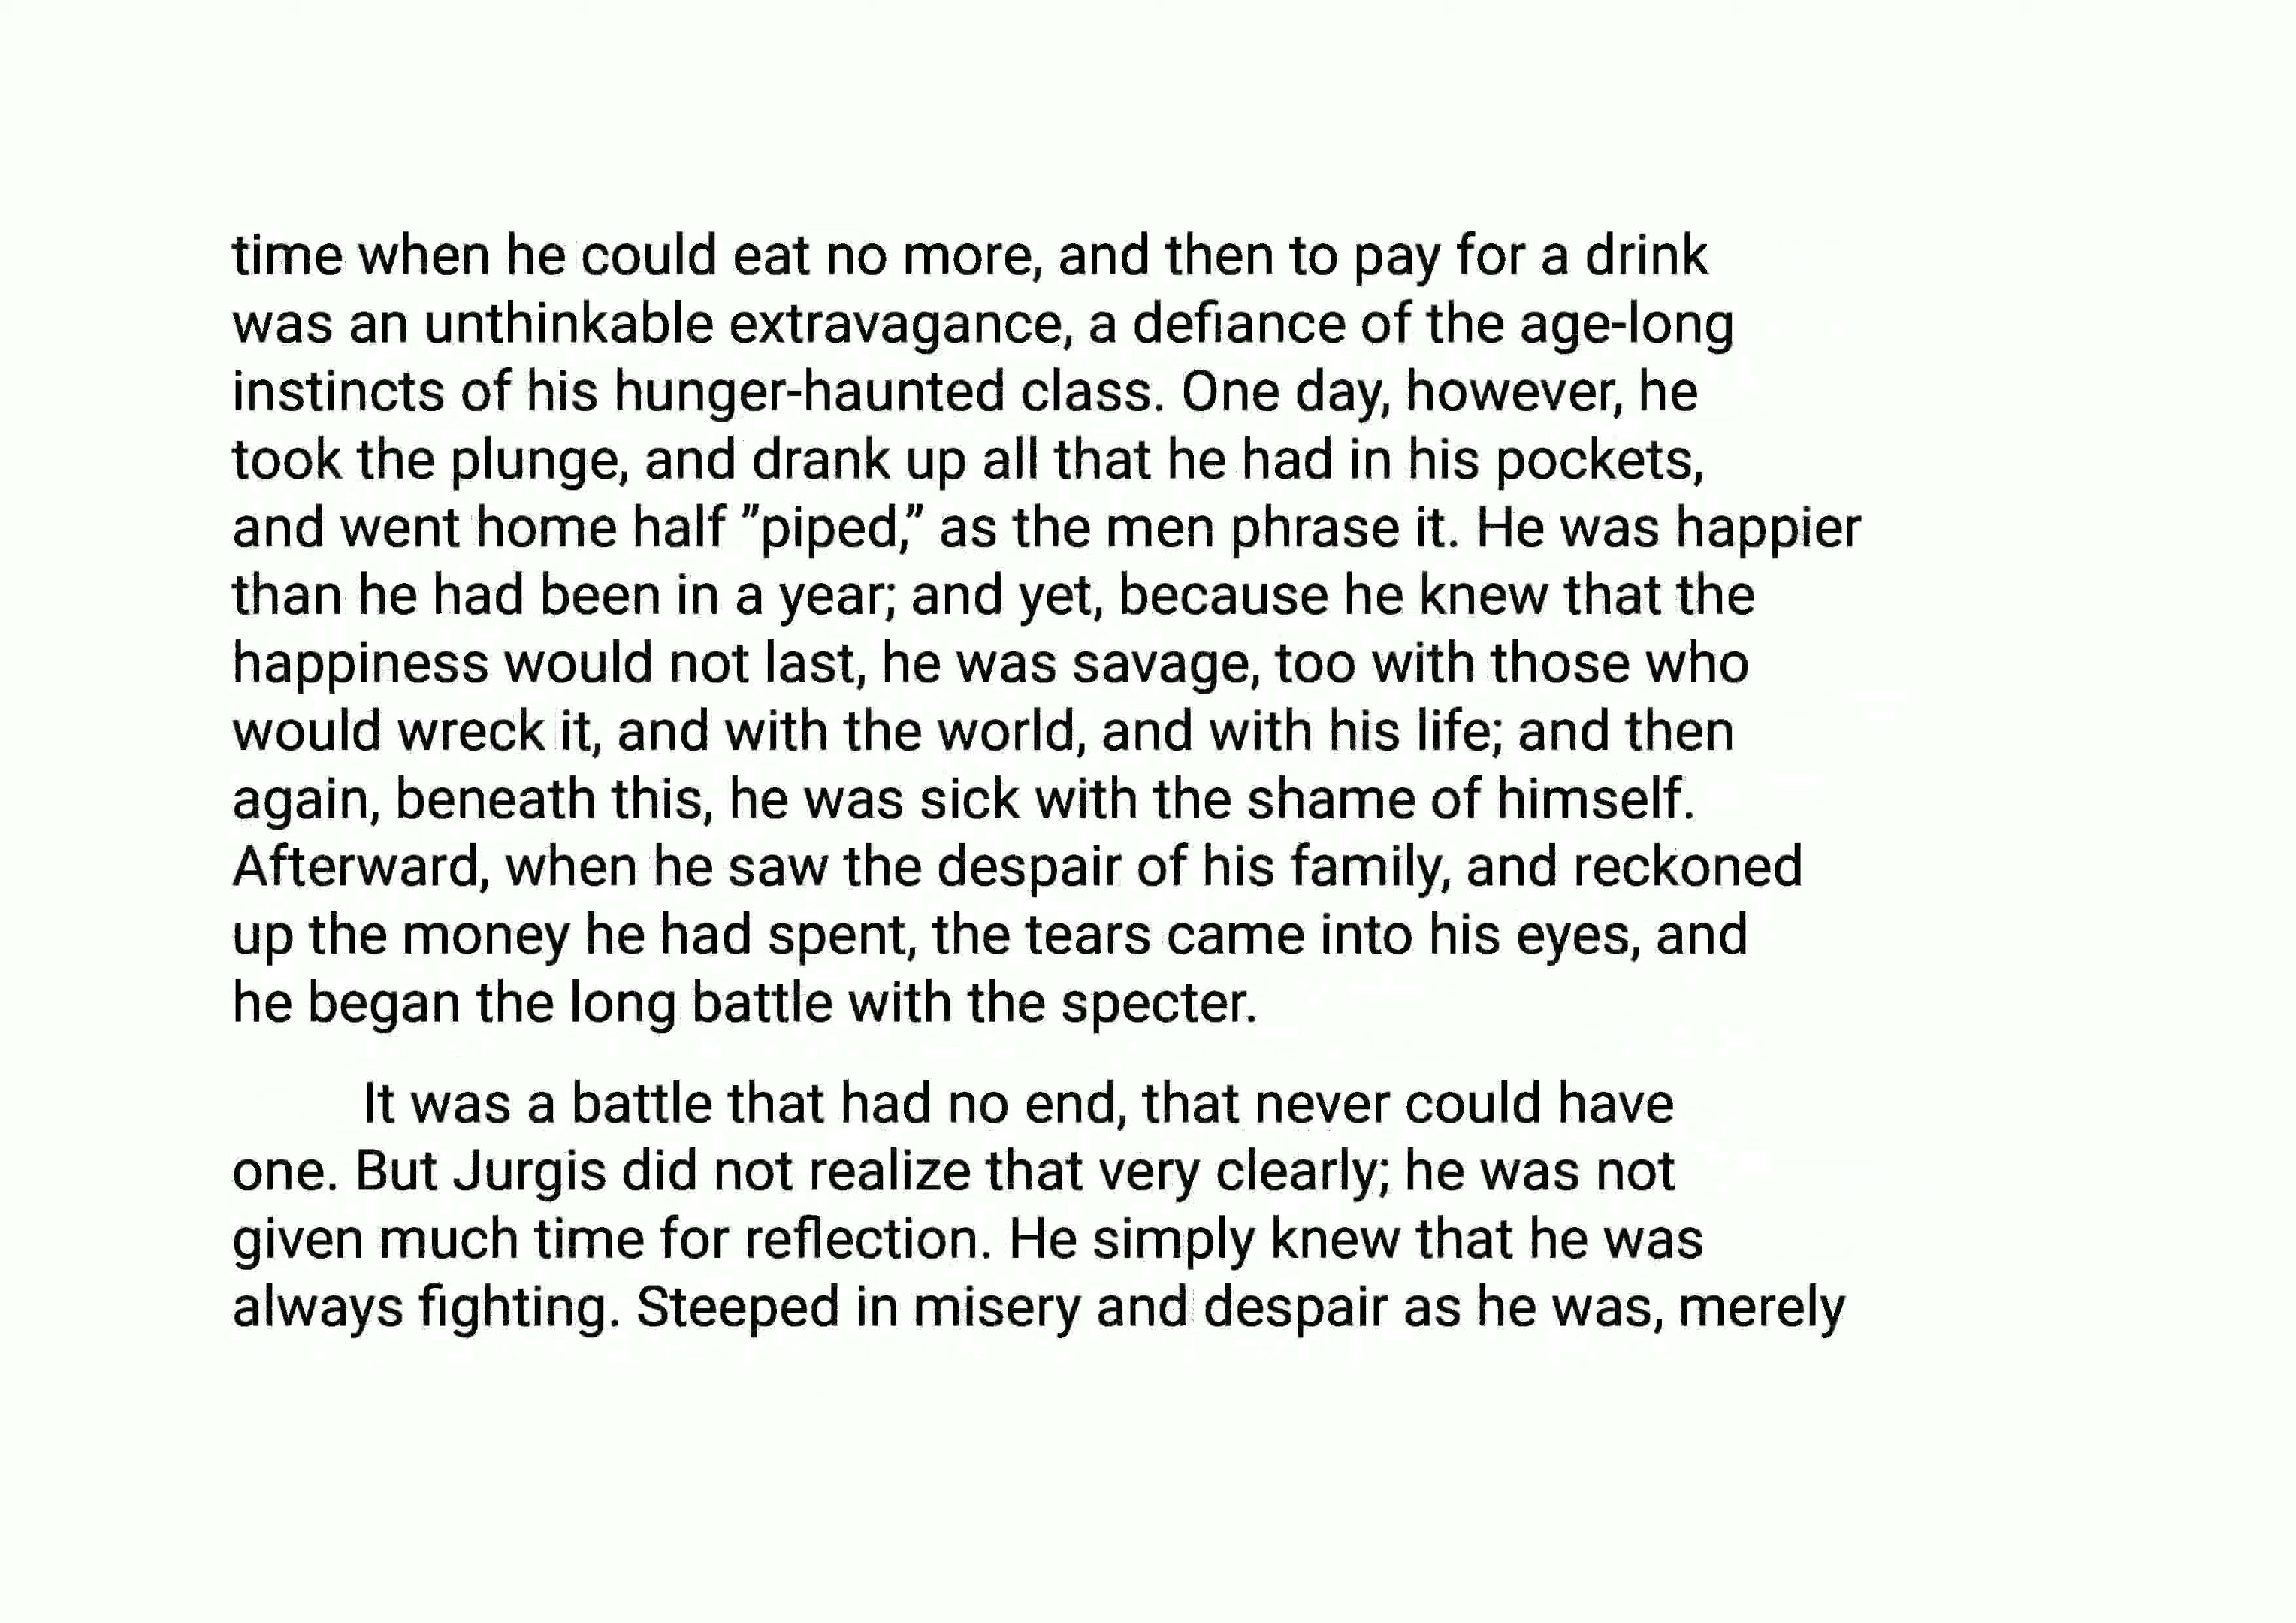 time when he could eat no more, and then to pay for a drink
was an unthinkable extravagance, a defiance of the age-long
instincts of his hunger-haunted class. One day, however, he
took the plunge, and drank up all that he had in his pockets,
and went home half "piped," as the men phrase it. He was happier
than he had been in a year; and yet, because he knew that the
happiness would not last, he was savage, too with those who
would wreck it, and with the world, and with his life; and then
again, beneath this, he was sick with the shame of himself.
Afterward, when he saw the despair of his family, and reckoned
up the money he had spent, the tears came into his eyes, and
he began the long battle with the specter.
It was a battle that had no end, that never could have
one. But Jurgis did not realize that very clearly; he was not
given much time for reflection. He simply knew that he was
always fighting. Steeped in misery and despair as he was, merely